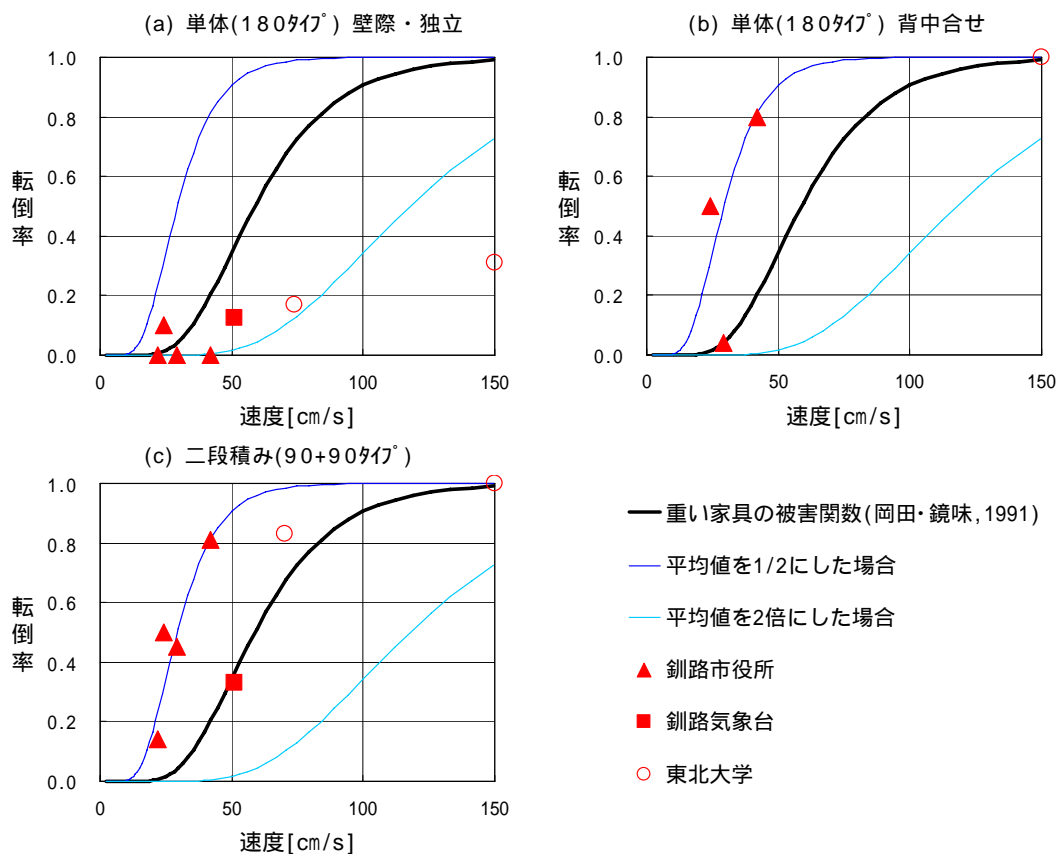 (a) 単体(180ﾀｲﾌﾟ) 壁際・独立
1.0
0.8
0.6
0.4
0.2
0.0
転倒率
0
50
100
150
速度[cm/s]
(b) 単体(180ﾀｲﾌﾟ) 背中合せ
1.0
0.8
0.6
0.4
0.2
0.0
転倒率
0
50
100
150
速度[cm/s]
(c) 二段積み(90+90ﾀｲﾌﾟ)
1.0
0.8
0.6
0.4
0.2
0.0
転倒率
0
50
100
150
速度[cm/s]
重い家具の被害関数(岡田・鏡味,1991)
平均値を1/2にした場合
平均値を2倍にした場合
釧路市役所
釧路気象台
東北大学